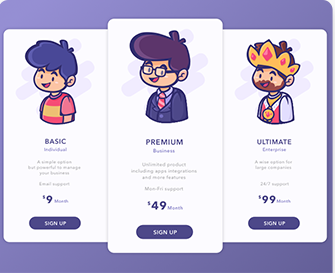 BASIC
Individual
A simple option
but powerful to manage
your business
Email support
$9 Month
SIGN UP
PREMIUM
Business
Unlimited product
including apps integrations
and more features
Mon-Fri support
$49 Month
SIGN UP
ULTIMATE
Enterprise
A wise option for
large companies
24/7 support
$99 Month
SIGN UP